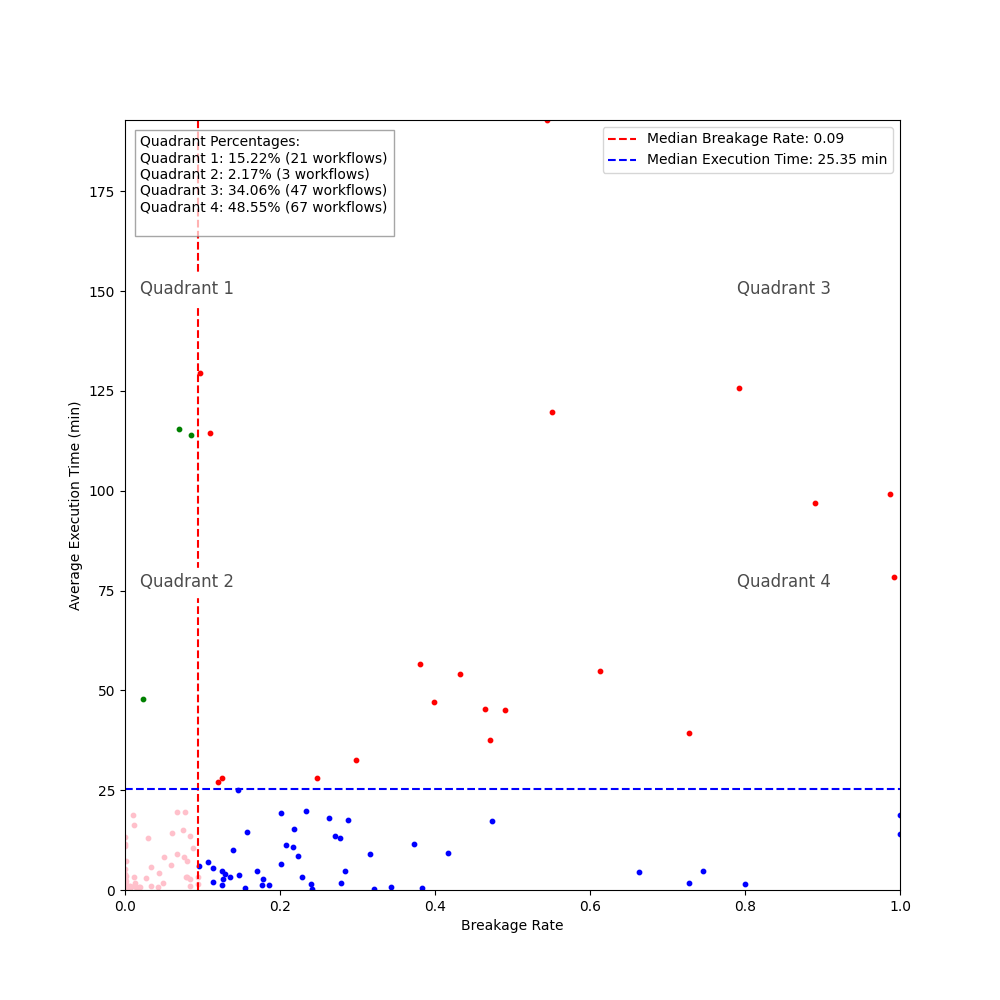 Quadrant Percentages:
Quadrant 1: 15.22% (21 workflows)
Quadrant 2: 2.17% (3 workflows)
Quadrant 3: 34.06% (47 workflows)
Quadrant 4: 48.55% (67 workflows)
Median Breakage Rate: 0.09
Median Execution Time: 25.35 min
Quadrant 1
Quadrant 3
Quadrant 2
Quadrant 4
Average Execution Time (min)
175
150
125
100
75
50
25
0
0.0 0.2 0.4 0.6 0.8 1.0
Breakage Rate